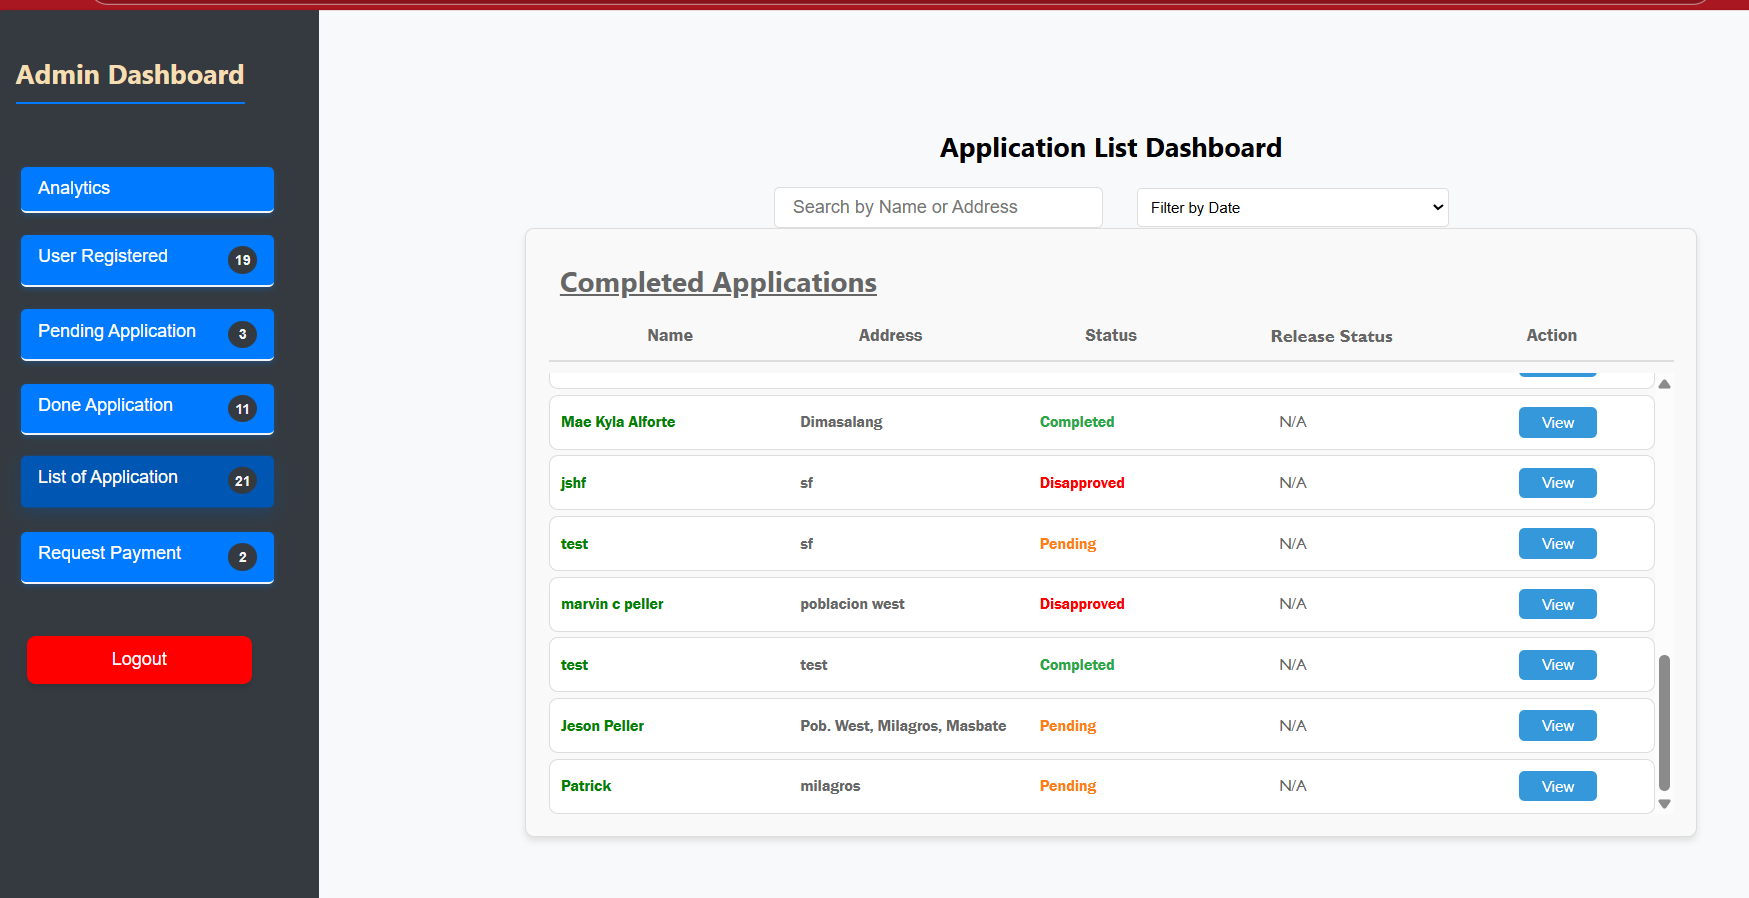 Admin Dashboard
Analytics
User Registered 19
Pending Application 3
Done Application 11
List of Application 21
Request Payment 2
Logout
Application List Dashboard
Search by Name or Address Filter by Date
Completed Applications
Name Address Status Release Status Action
Mae Kyla Alforte Dimasalang Completed N/A View
jshf sf Disapproved N/A View
test sf Pending N/A View
marvin c peller poblacion west Disapproved N/A View
test test Completed N/A View
Jeson Peller Pob. West, Milagros, Masbate Pending N/A View
Patrick milagros Pending N/A View